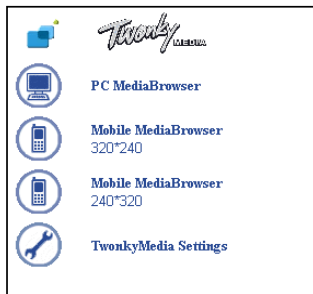 Twonky MEDIA
PC MediaBrowser
Mobile MediaBrowser
320*240
Mobile MediaBrowser
240*320
TwonkyMedia Settings